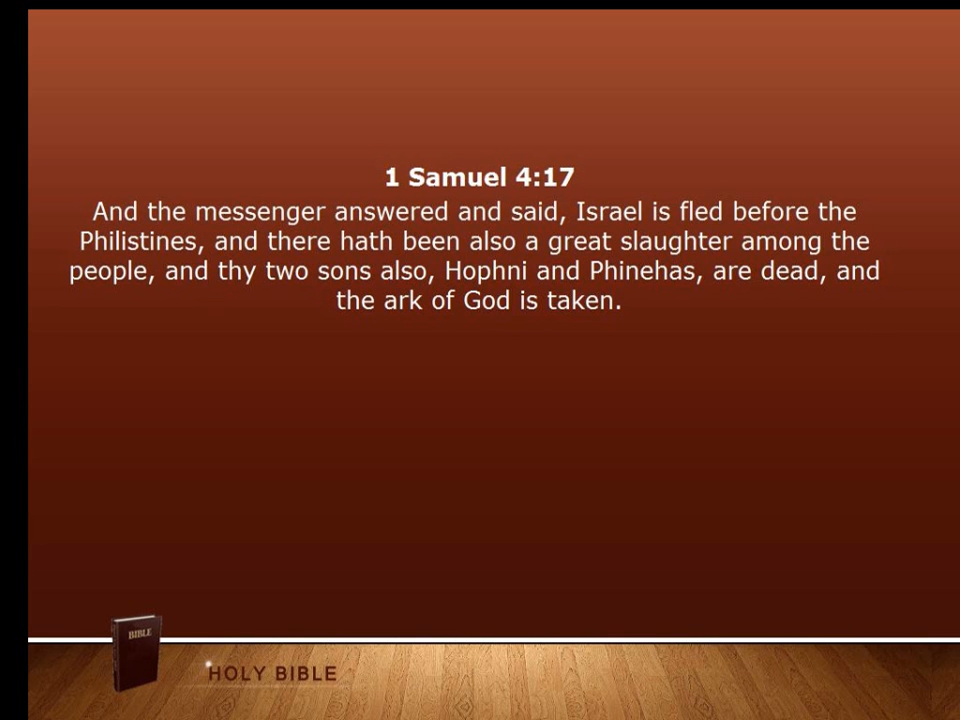 1 Samuel 4:17
And the messenger answered and said, Israel is fled before the
Philistines, and there hath been also a great slaughter among the
people, and thy two sons also, Hophni and Phinehas, are dead, and
the ark of God is taken.
BIBLE
HOLY BIBLE